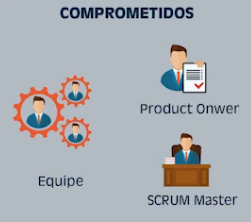 COMPROMETIDOS
Product Onwer
Equipe
SCRUM Master